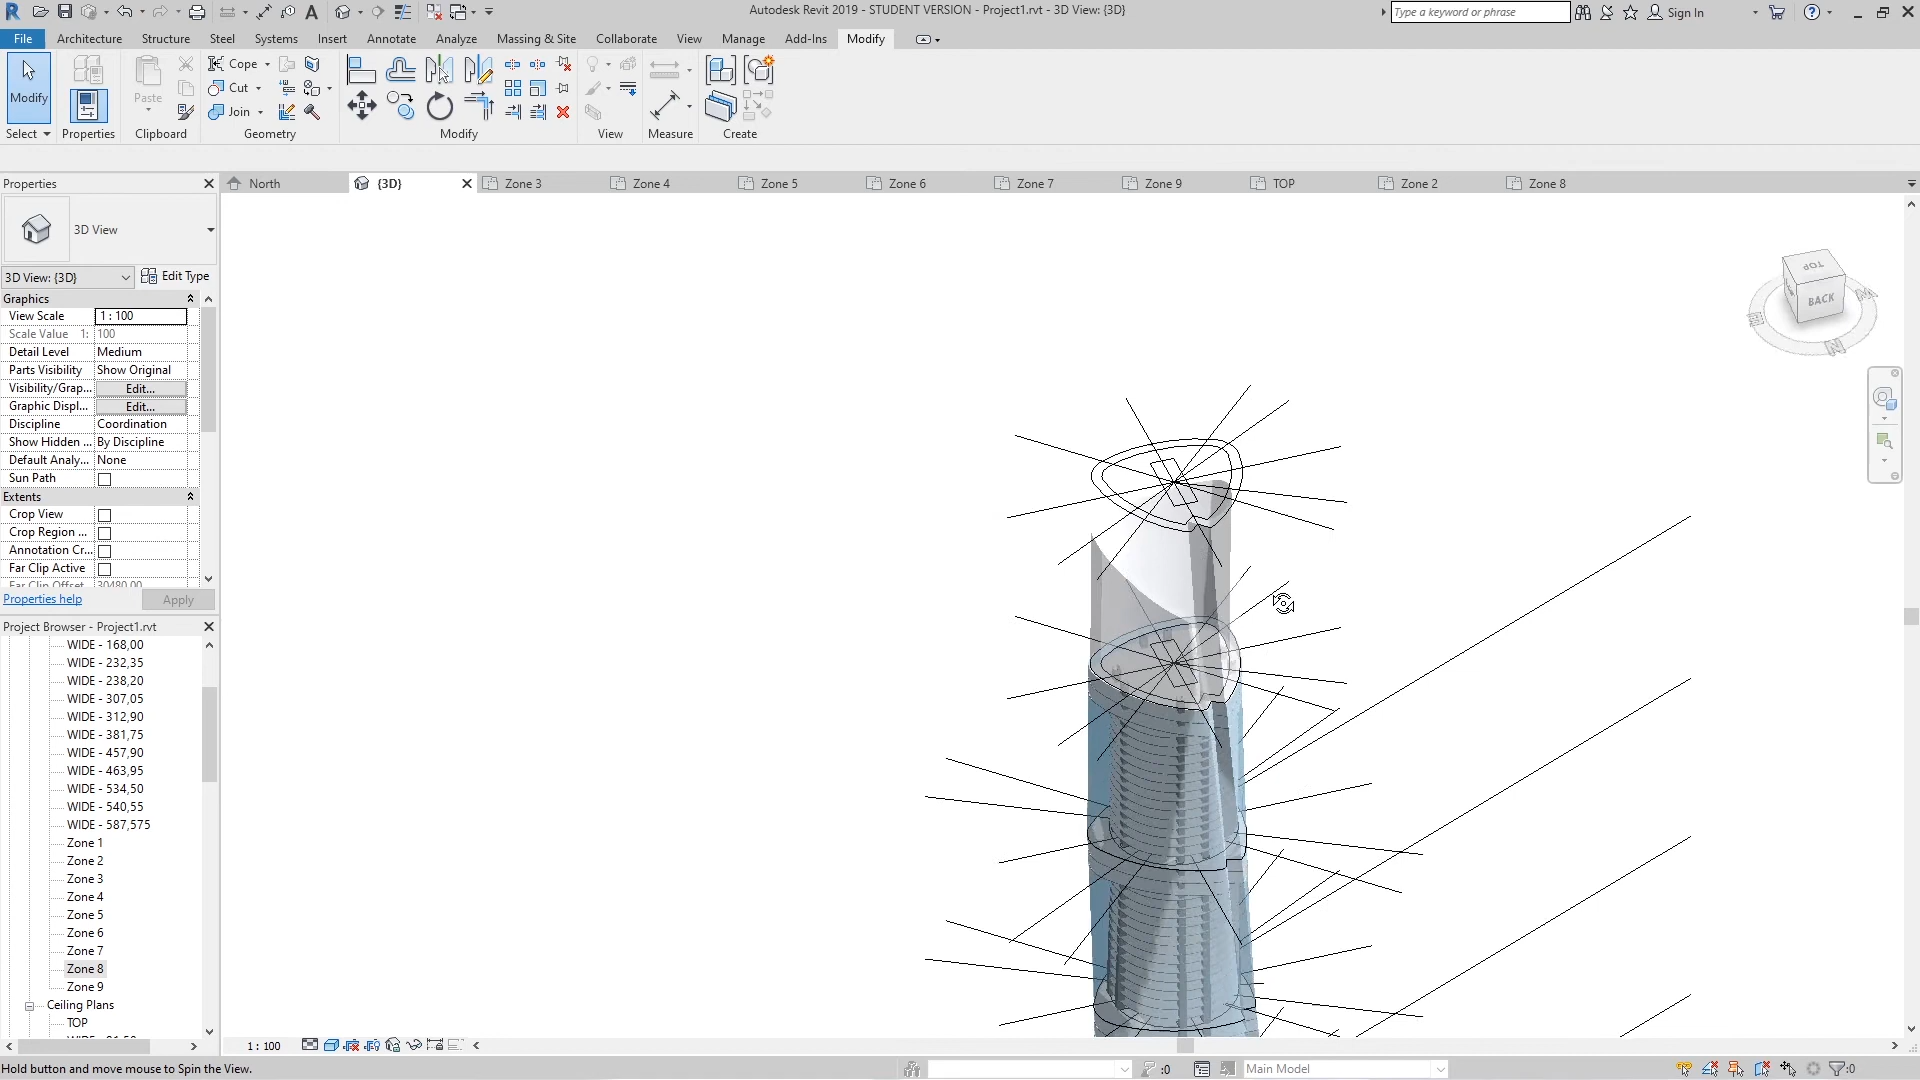 Autodesk Revit 2019 - STUDENT VERSION - Project1.rvt - 3D View: {3D}
Type a keyword or phrase
Sign In
File Architecture Structure Steel Systems Insert Annotate Analyze Massing & Site Collaborate View Manage Add-Ins Modify
Modify
Paste
Cope
Cut
Join
Select Properties Clipboard Geometry Modify View Measure Create
Properties
North {3D} Zone 3 Zone 4 Zone 5 Zone 6 Zone 7 Zone 9 TOP Zone 2 Zone 8
3D View
3D View: {3D} Edit Type
Graphics
View Scale 1 : 100
Scale Value 1: 100
Detail Level Medium
Parts Visibility Show Original
Visibility/Grap... Edit...
Graphic Displ... Edit...
Discipline Coordination
Show Hidden ... By Discipline
Default Analy... None
Sun Path
Extents
Crop View
Crop Region ...
Annotation Cr...
Far Clip Active
Far Clip Offset 30480.00
Properties help Apply
Project Browser - Project1.rvt
WIDE - 168,00
WIDE - 232,35
WIDE - 238,20
WIDE - 307,05
WIDE - 312,90
WIDE - 381,75
WIDE - 457,90
WIDE - 463,95
WIDE - 534,50
WIDE - 540,55
WIDE - 587,575
Zone 1
Zone 2
Zone 3
Zone 4
Zone 5
Zone 6
Zone 7
Zone 8
Zone 9
Ceiling Plans
TOP
TOP
BACK
1 : 100
Hold button and move mouse to Spin the View.
:0
Main Model
:0